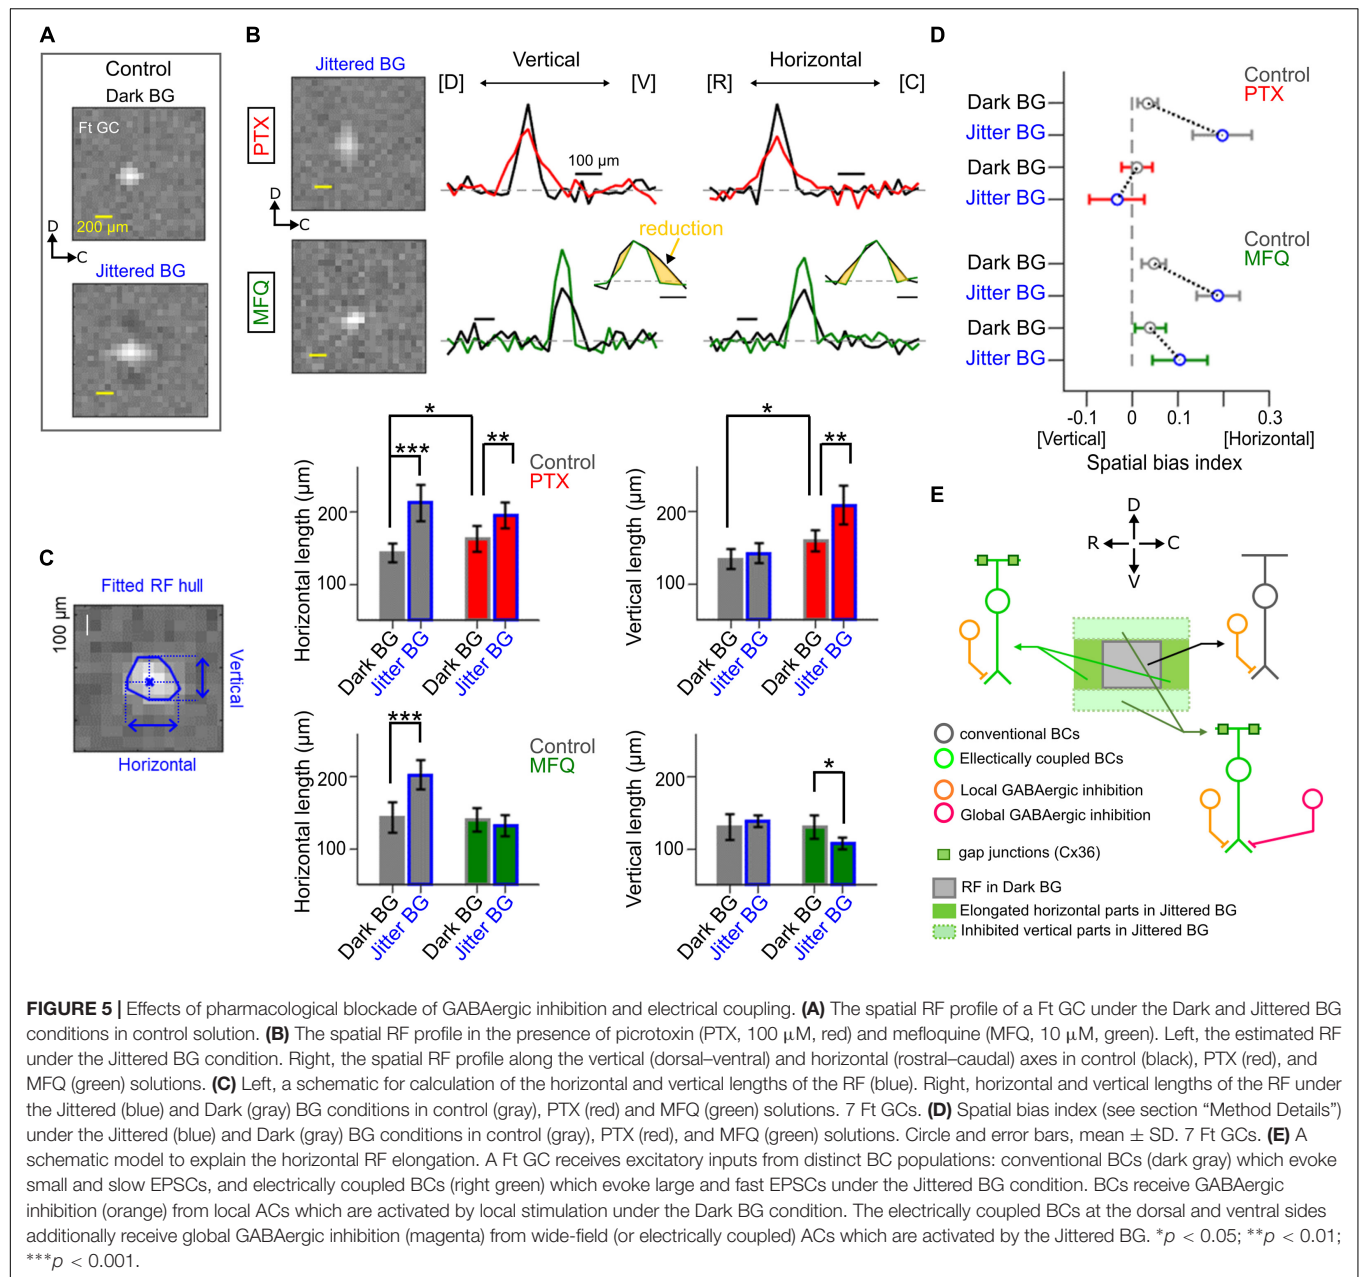 A
Control
Dark BG
Ft GC
200 µm
D
C
Jittered BG
B
Jittered BG
PTX
D
C
MFQ
Vertical
[D]
[V]
Horizontal
[R]
[C]
100 µm
reduction
C
Fitted RF hull
100 µm
Vertical
Horizontal
Horizontal length (µm)
200
100
*
***
**
Control
PTX
Dark BG
Jitter BG
Dark BG
Jitter BG
Vertical length (µm)
200
100
*
**
Dark BG
Jitter BG
Dark BG
Jitter BG
Horizontal length (µm)
200
100
***
Control
MFQ
Dark BG
Jitter BG
Dark BG
Jitter BG
Vertical length (µm)
200
100
*
Dark BG
Jitter BG
Dark BG
Jitter BG
D
Control
PTX
Dark BG
Jitter BG
Dark BG
Jitter BG
Control
MFQ
Dark BG
Jitter BG
Dark BG
Jitter BG
-0.1 0 0.1 0.3
[Vertical] [Horizontal]
Spatial bias index
E
D
R C
V
conventional BCs
Ellectically coupled BCs
Local GABAergic inhibition
Global GABAergic inhibition
gap junctions (Cx36)
RF in Dark BG
Elongated horizontal parts in Jittered BG
Inhibited vertical parts in Jittered BG
FIGURE 5 | Effects of pharmacological blockade of GABAergic inhibition and electrical coupling. (A) The spatial RF profile of a Ft GC under the Dark and Jittered BG
conditions in control solution. (B) The spatial RF profile in the presence of picrotoxin (PTX, 100 µM, red) and mefloquine (MFQ, 10 µM, green). Left, the estimated RF
under the Jittered BG condition. Right, the spatial RF profile along the vertical (dorsal–ventral) and horizontal (rostral–caudal) axes in control (black), PTX (red), and
MFQ (green) solutions. (C) Left, a schematic for calculation of the horizontal and vertical lengths of the RF (blue). Right, horizontal and vertical lengths of the RF under
the Jittered (blue) and Dark (gray) BG conditions in control (gray), PTX (red) and MFQ (green) solutions. 7 Ft GCs. (D) Spatial bias index (see section “Method Details”)
under the Jittered (blue) and Dark (gray) BG conditions in control (gray), PTX (red), and MFQ (green) solutions. Circle and error bars, mean ± SD. 7 Ft GCs. (E) A
schematic model to explain the horizontal RF elongation. A Ft GC receives excitatory inputs from distinct BC populations: conventional BCs (dark gray) which evoke
small and slow EPSCs, and electrically coupled BCs (right green) which evoke large and fast EPSCs under the Jittered BG condition. BCs receive GABAergic
inhibition (orange) from local ACs which are activated by local stimulation under the Dark BG condition. The electrically coupled BCs at the dorsal and ventral sides
additionally receive global GABAergic inhibition (magenta) from wide-field (or electrically coupled) ACs which are activated by the Jittered BG. *p < 0.05; **p < 0.01;
***p < 0.001.